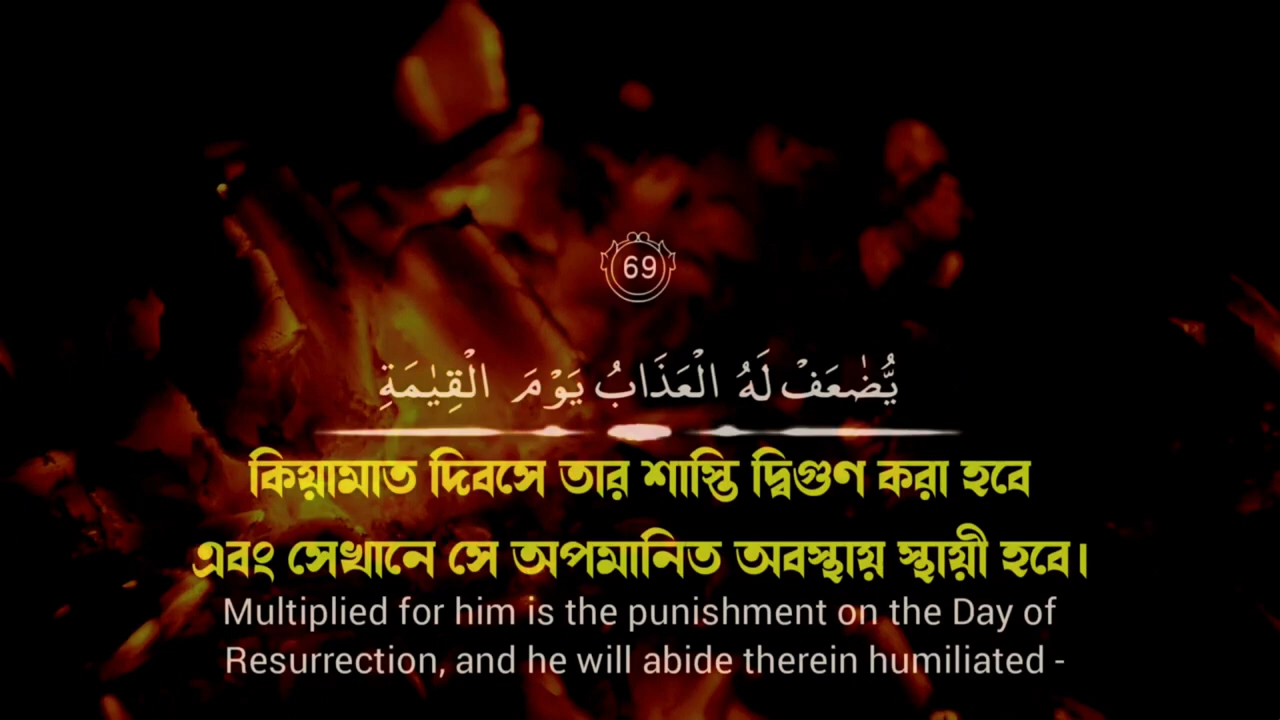 69
يُّضٰعَفْ لَهُ الْعَذَابُ يَوْمَ الْقِيٰمَةِ
কিয়ামাত দিবসে তার শাস্তি দ্বিগুণ করা হবে
এবং সেখানে সে অপমানিত অবস্থায় স্থায়ী হবে।
Multiplied for him is the punishment on the Day of
Resurrection, and he will abide therein humiliated -